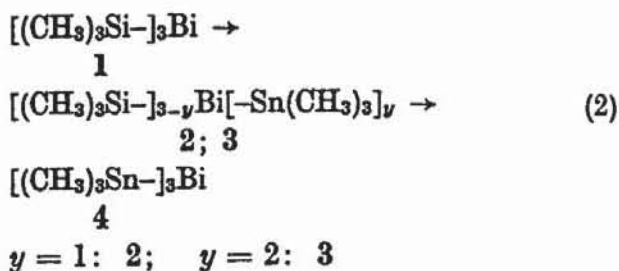 [(CH₃)₃Si–]₃Bi →
1
[(CH₃)₃Si–]₃₋yBi[–Sn(CH₃)₃]y → (2)
2; 3
[(CH₃)₃Sn–]₃Bi
4
y = 1: 2; y = 2: 3